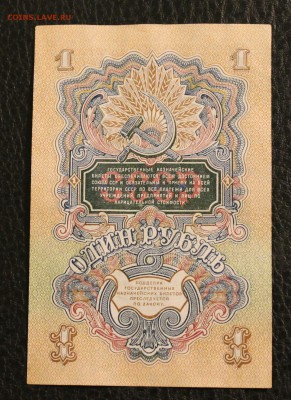 COINS.LAVE.RU
1 1
ГОСУДАРСТВЕННЫЕ КАЗНАЧЕЙСКИЕ
БИЛЕТЫ ОБЕСПЕЧИВАЮТСЯ ВСЕМ ДОСТОЯНИЕМ
СОЮЗА ССР И ОБЯЗАТЕЛЬНЫ К ПРИЕМУ НА ВСЕЙ
ТЕРРИТОРИИ СССР ВО ВСЕ ПЛАТЕЖИ ДЛЯ ВСЕХ
УЧРЕЖДЕНИЙ, ПРЕДПРИЯТИЙ И ЛИЦ ПО
НАРИЦАТЕЛЬНОЙ СТОИМОСТИ
ОДИН РУБЛЬ
ПОДДЕЛКА
ГОСУДАРСТВЕННЫХ
КАЗНАЧЕЙСКИХ БИЛЕТОВ
ПРЕСЛЕДУЕТСЯ
ПО ЗАКОНУ
1 1